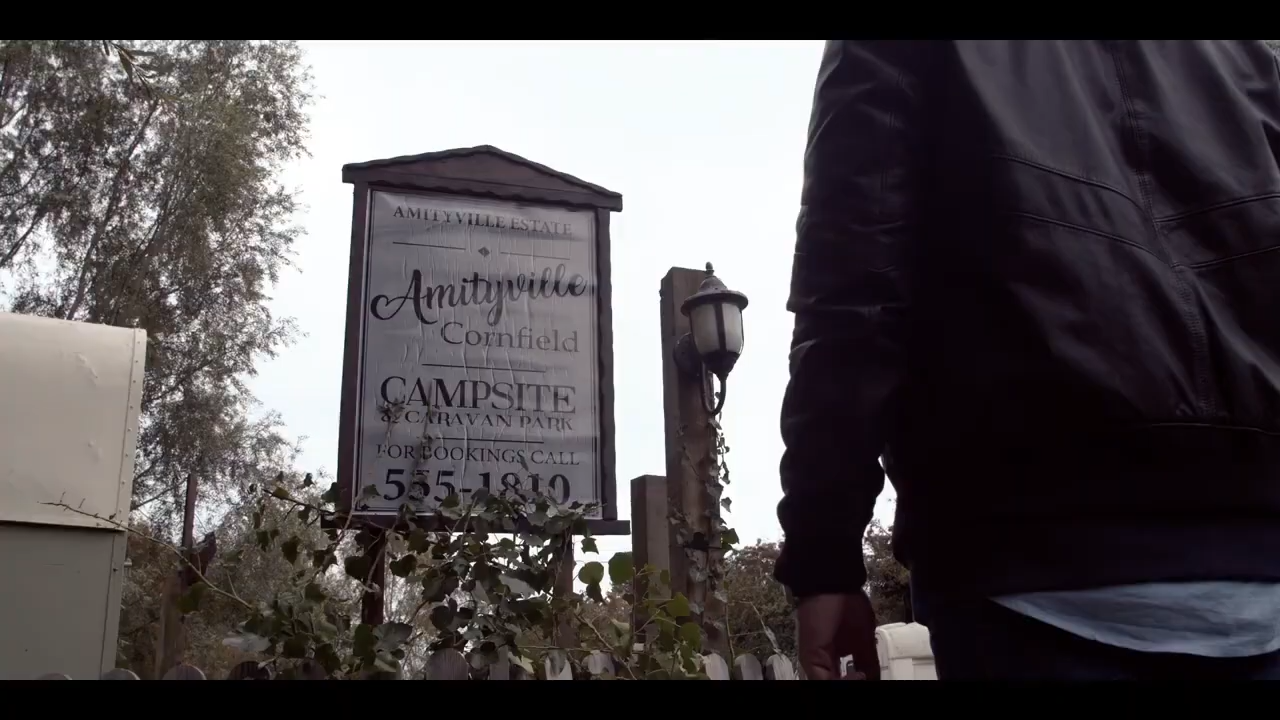 AMITYVILLE ESTATE
Amityville
Cornfield
CAMPSITE
& CARAVAN PARK
FOR BOOKINGS CALL
555-1810